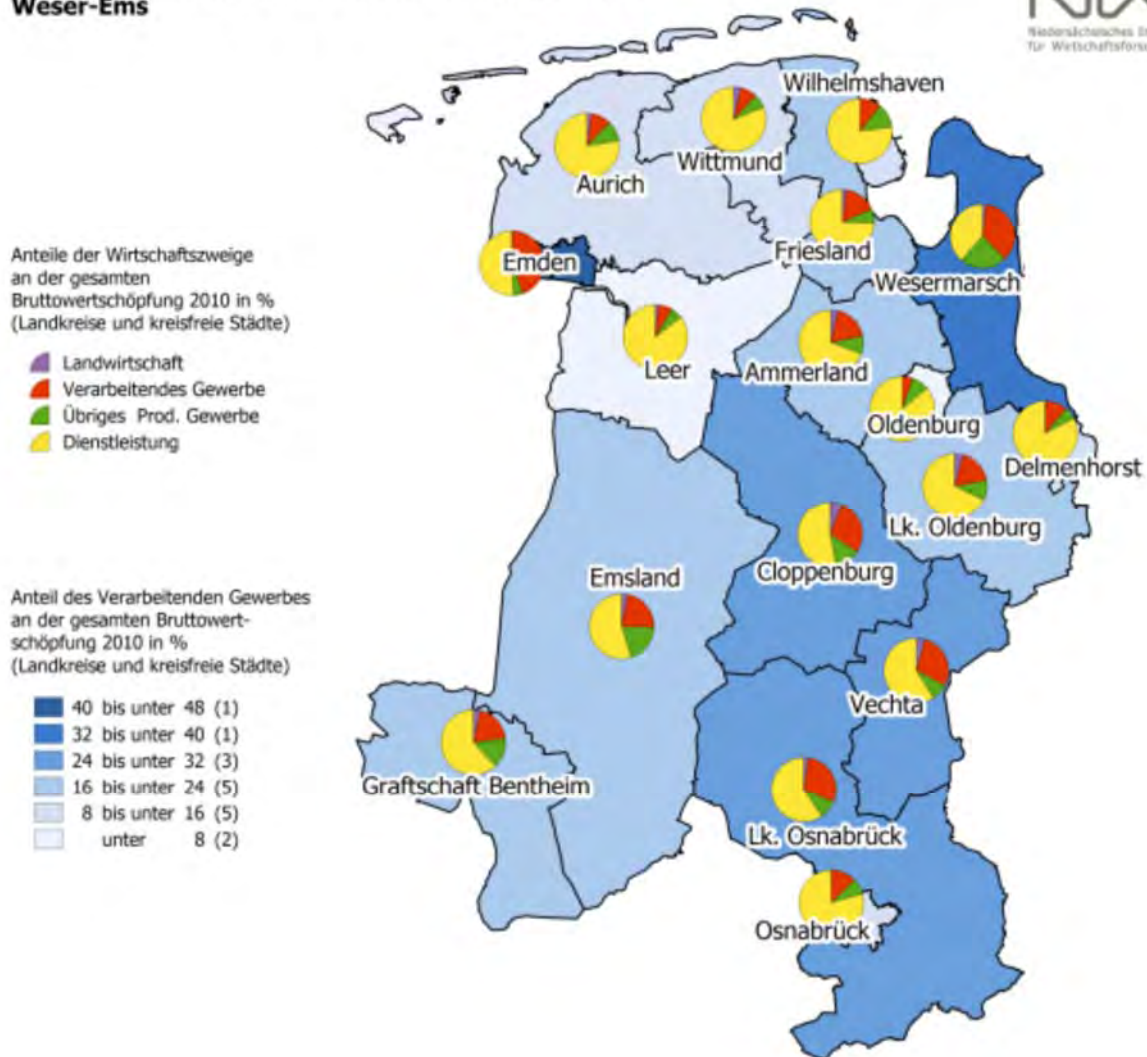 Weser-Ems
Niedersächsisches
für Wirtschaftsforsu
Anteile der Wirtschaftszweige
an der gesamten
Bruttowertschöpfung 2010 in %
(Landkreise und kreisfreie Städte)
Landwirtschaft
Verarbeitendes Gewerbe
Übriges Prod. Gewerbe
Dienstleistung
Anteil des Verarbeitenden Gewerbes
an der gesamten Bruttowert-
schöpfung 2010 in %
(Landkreise und kreisfreie Städte)
40 bis unter 48 (1)
32 bis unter 40 (1)
24 bis unter 32 (3)
16 bis unter 24 (5)
8 bis unter 16 (5)
unter 8 (2)
Wilhelmshaven
Wittmund
Aurich
Friesland
Emden
Wesermarsch
Leer
Ammerland
Oldenburg
Delmenhorst
Lk. Oldenburg
Cloppenburg
Emsland
Vechta
Graftschaft Bentheim
Lk. Osnabrück
Osnabrück